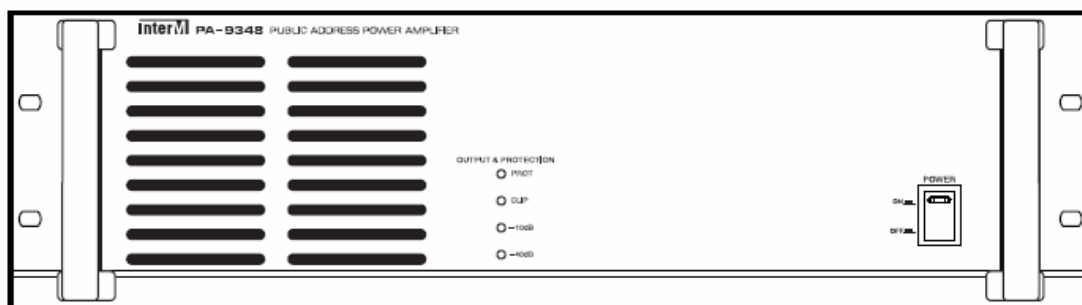 InterM PA-9348 PUBLIC ADDRESS POWER AMPLIFIER
OUTPUT & PROTECTION
PROT
CLIP
-10dB
-40dB
POWER
ON
OFF